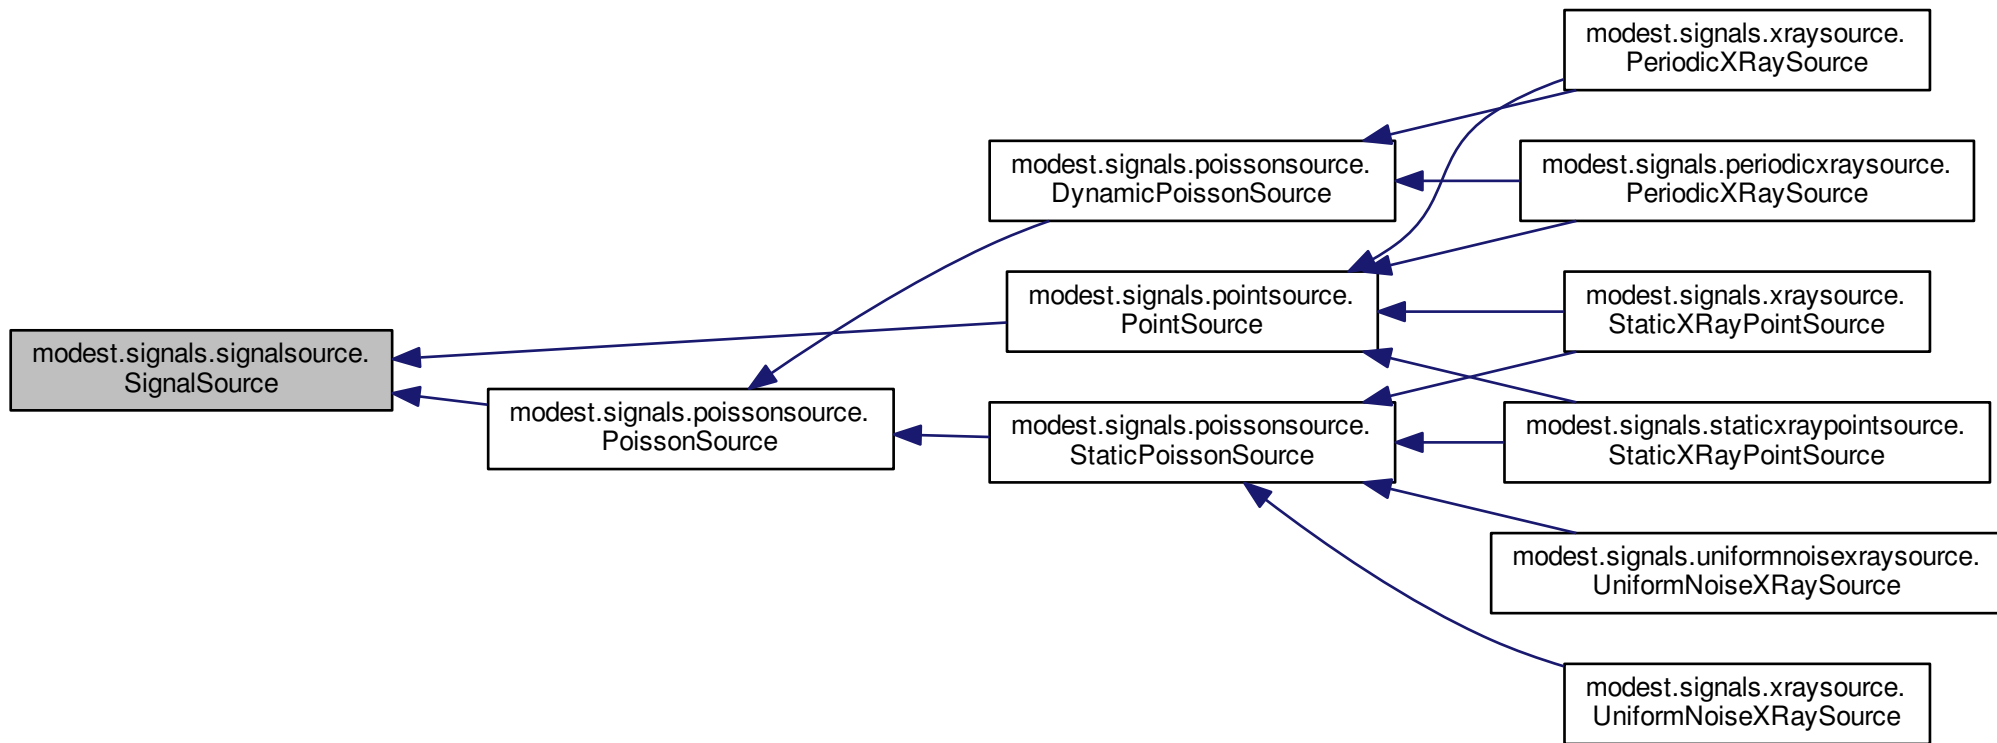 modest.signals.xraysource.
PeriodicXRaySource
modest.signals.poissonsource.
DynamicPoissonSource
modest.signals.periodicxraysource.
PeriodicXRaySource
modest.signals.pointsource.
PointSource
modest.signals.xraysource.
StaticXRayPointSource
modest.signals.signalsource.
SignalSource
modest.signals.poissonsource.
PoissonSource
modest.signals.poissonsource.
StaticPoissonSource
modest.signals.staticxraypointsource.
StaticXRayPointSource
modest.signals.uniformnoisexraysource.
UniformNoiseXRaySource
modest.signals.xraysource.
UniformNoiseXRaySource